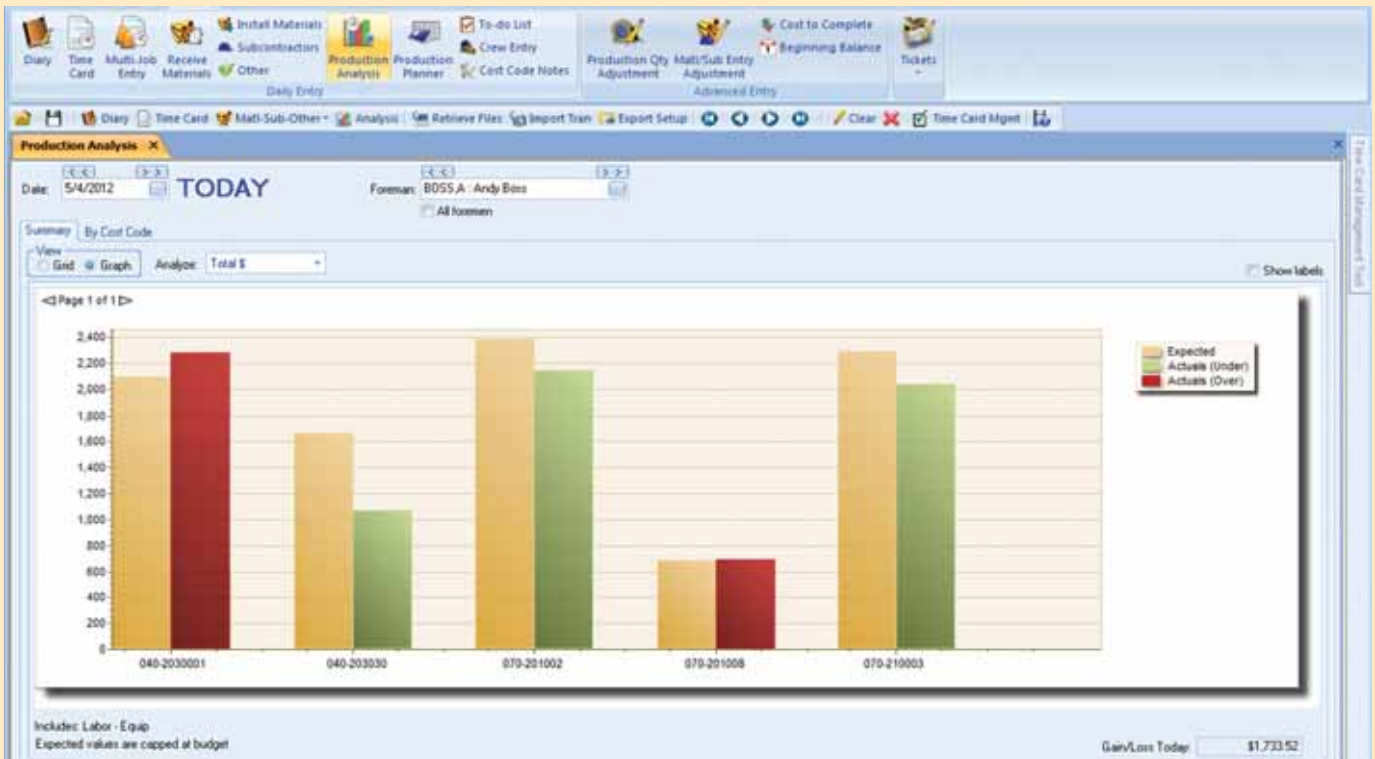 Diary
Time Card
Multi-Job Entry
Receive Materials
Install Materials
Subcontractors
Other
Production Analysis
Production Planner
To-do List
Crew Entry
Cost Code Notes
Daily Entry
Production Qty Adjustment
Matl/Sub Entry Adjustment
Cost to Complete
Beginning Balance
Advanced Entry
Tickets
Diary Time Card Matl-Sub-Other Analysis Retrieve Files Import Tran Export Setup Clear Time Card Mgmt
Production Analysis
Date: 5/4/2012 TODAY
Foreman: BOSS,A : Andy Boss
All foremen
Summary By Cost Code
View
Grid Graph Analyze: Total $
Show labels
Page 1 of 1
2,400
2,200
2,000
1,800
1,600
1,400
1,200
1,000
800
600
400
200
0
040-2030001 040-203030 070-201002 070-201008 070-210003
Expected
Actuals (Under)
Actuals (Over)
Includes: Labor - Equip
Expected values are capped at budget
Gain/Loss Today: $1,733.52
Time Card Management Tool